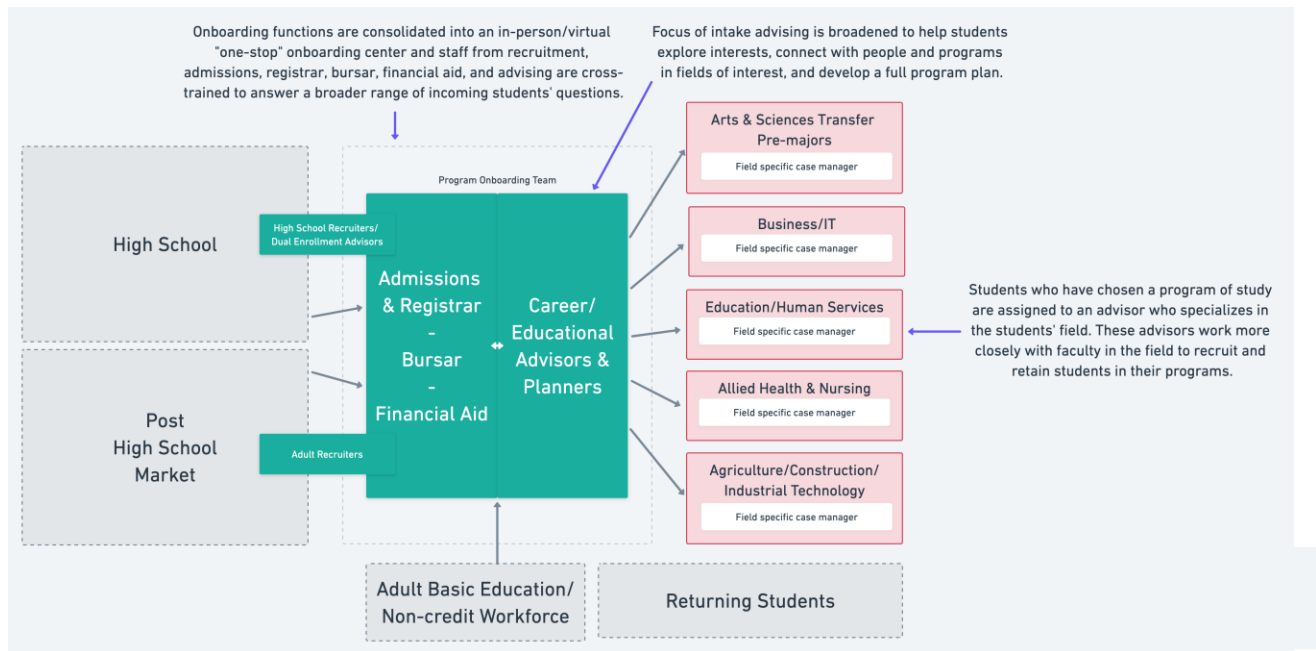 Onboarding functions are consolidated into an in-person/virtual
"one-stop" onboarding center and staff from recruitment,
admissions, registrar, bursar, financial aid, and advising are cross-
trained to answer a broader range of incoming students' questions.
Focus of intake advising is broadened to help students
explore interests, connect with people and programs
in fields of interest, and develop a full program plan.
High School
Post
High School
Market
Program Onboarding Team
High School Recruiters/
Dual Enrollment Advisors
Adult Recruiters
Admissions
& Registrar
-
Bursar
-
Financial Aid
Career/
Educational
Advisors &
Planners
Arts & Sciences Transfer
Pre-majors
Field specific case manager
Business/IT
Field specific case manager
Education/Human Services
Field specific case manager
Allied Health & Nursing
Field specific case manager
Agriculture/Construction/
Industrial Technology
Field specific case manager
Students who have chosen a program of study
are assigned to an advisor who specializes in
the students' field. These advisors work more
closely with faculty in the field to recruit and
retain students in their programs.
Adult Basic Education/
Non-credit Workforce
Returning Students